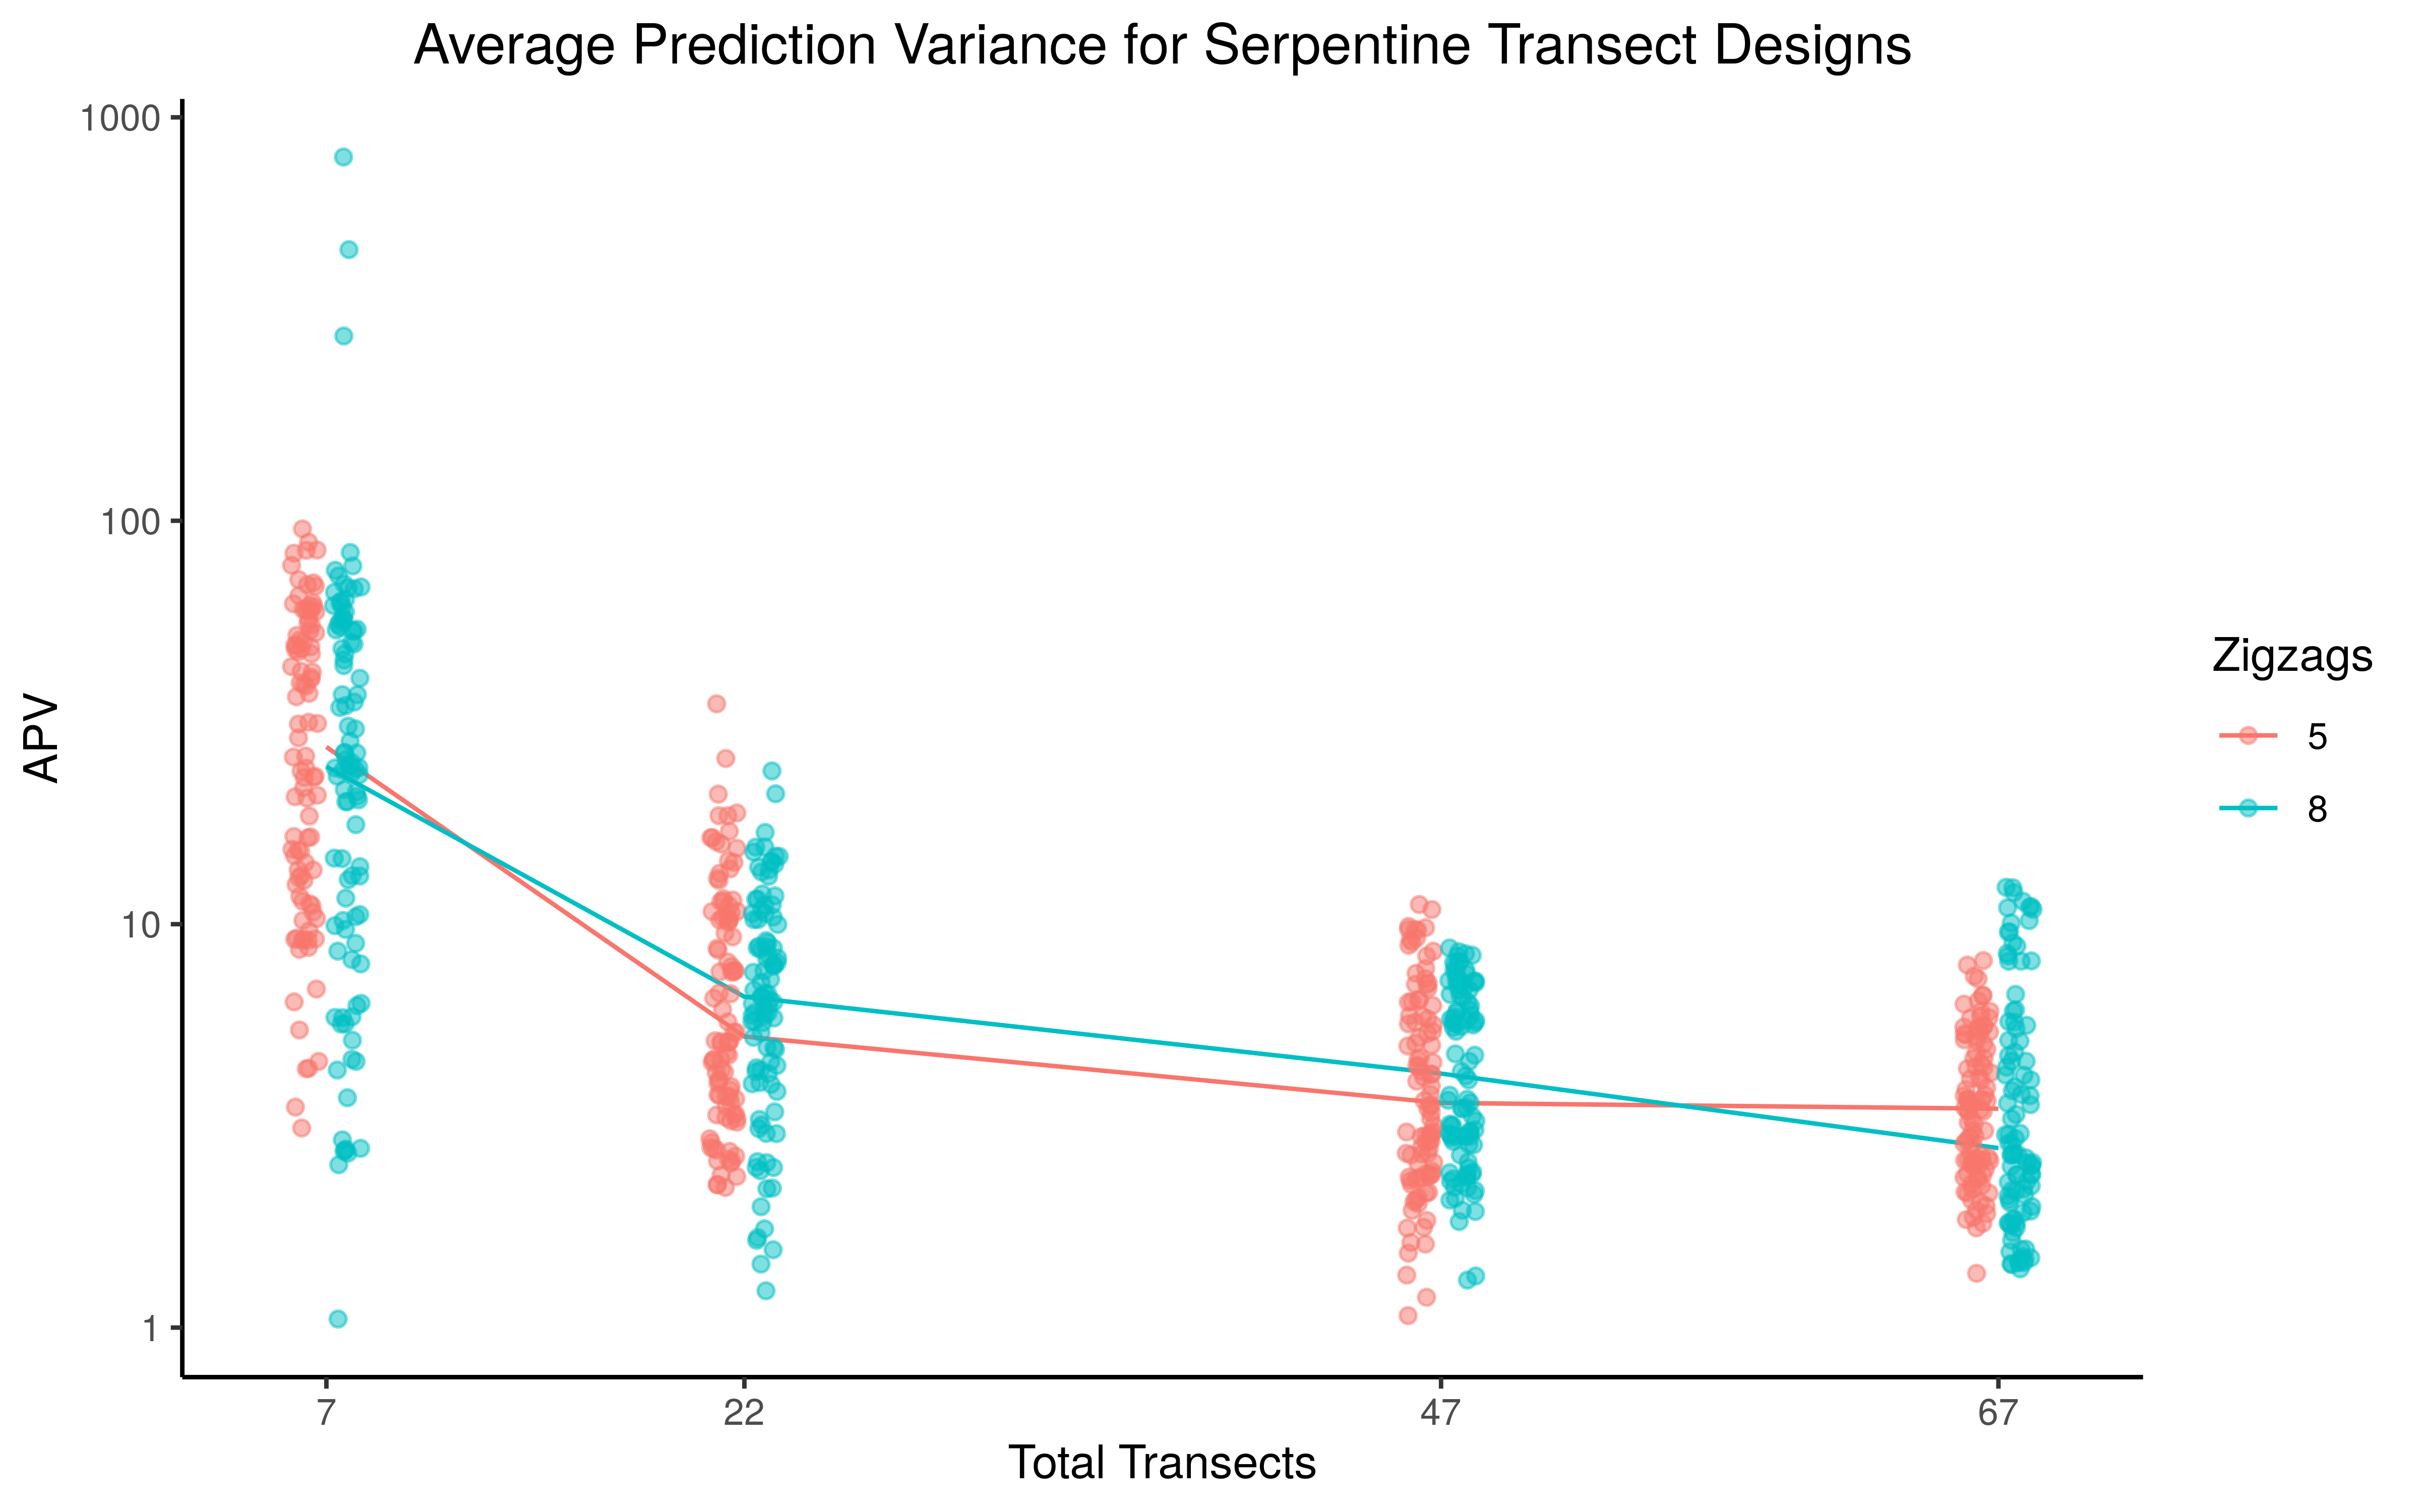 Average Prediction Variance for Serpentine Transect Designs
1000
100
10
1
APV
7 22 47 67
Total Transects
Zigzags
5
8